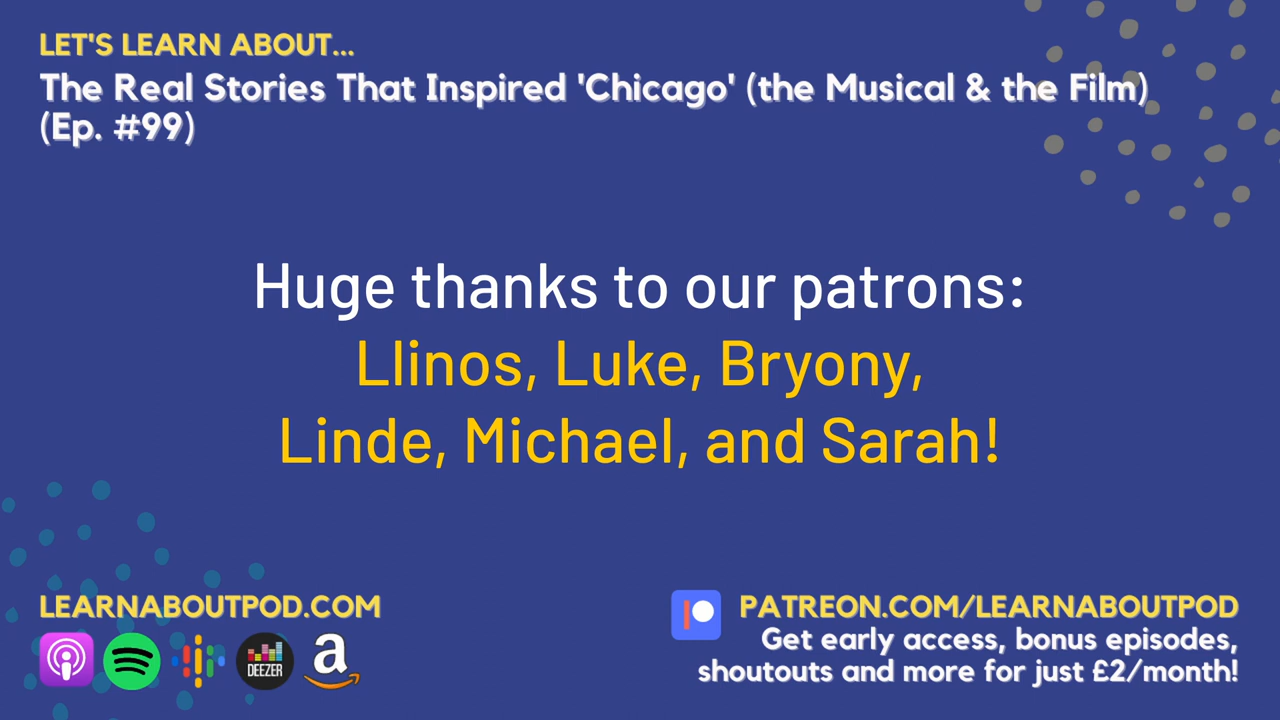 LET'S LEARN ABOUT...
The Real Stories That Inspired 'Chicago' (the Musical & the Film)
(Ep. #99)
Huge thanks to our patrons:
Llinos, Luke, Bryony,
Linde, Michael, and Sarah!
LEARNABOUTPOD.COM
DEEZER
a
PATREON.COM/LEARNABOUTPOD
Get early access, bonus episodes,
shoutouts and more for just £2/month!